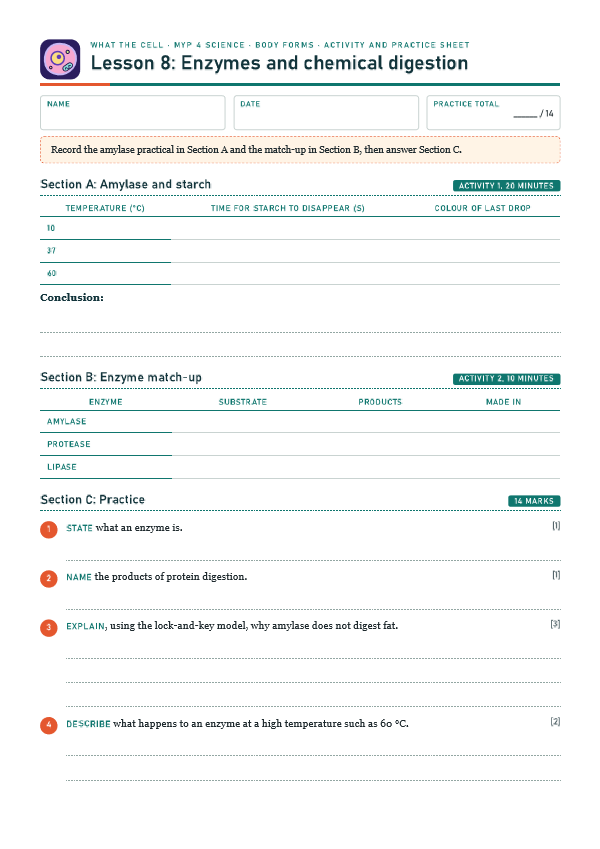 WHAT THE CELL · MYP 4 SCIENCE · BODY FORMS · ACTIVITY AND PRACTICE SHEET
Lesson 8: Enzymes and chemical digestion
NAME
DATE
PRACTICE TOTAL
_____ / 14
Record the amylase practical in Section A and the match-up in Section B, then answer Section C.
Section A: Amylase and starch
ACTIVITY 1, 20 MINUTES
TEMPERATURE (°C) TIME FOR STARCH TO DISAPPEAR (S) COLOUR OF LAST DROP
10
37
60
Conclusion:
Section B: Enzyme match-up
ACTIVITY 2, 10 MINUTES
ENZYME SUBSTRATE PRODUCTS MADE IN
AMYLASE
PROTEASE
LIPASE
Section C: Practice
14 MARKS
1 STATE what an enzyme is. [1]
2 NAME the products of protein digestion. [1]
3 EXPLAIN, using the lock-and-key model, why amylase does not digest fat. [3]
4 DESCRIBE what happens to an enzyme at a high temperature such as 60 °C. [2]